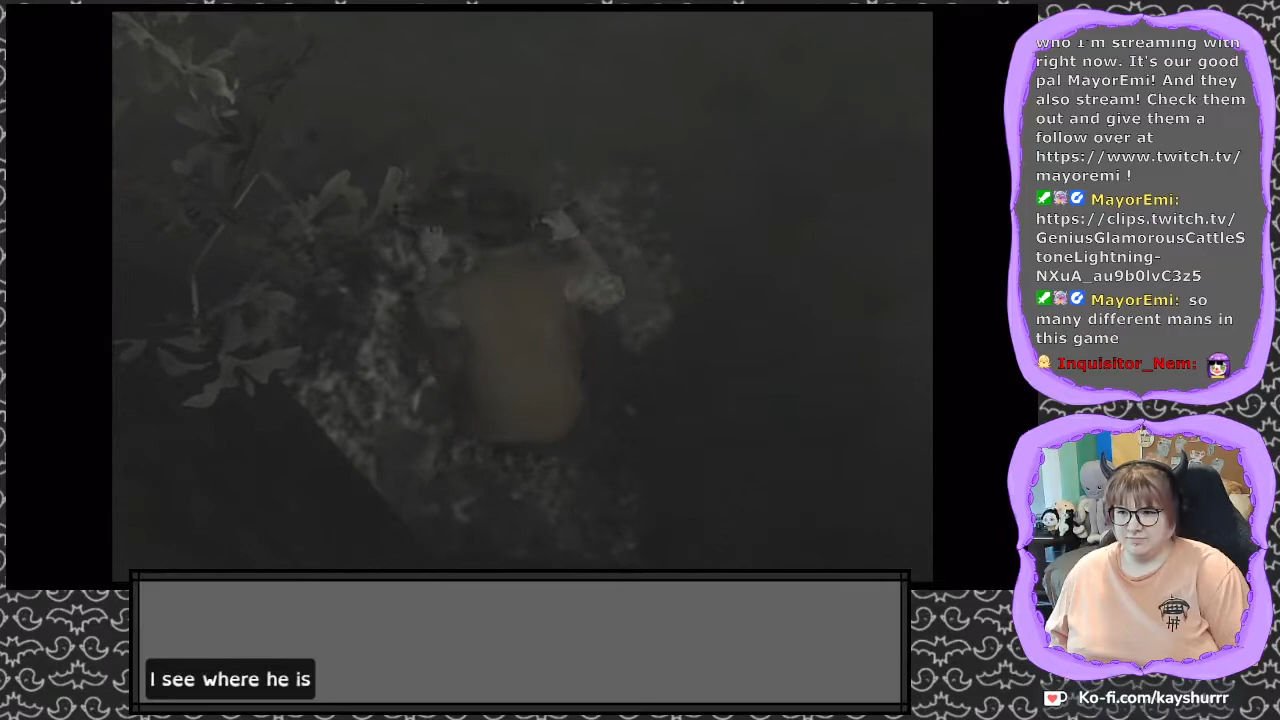 who I'm streaming with
right now. It's our good
pal MayorEmi! And they
also stream! Check them
out and give them a
follow over at
https://www.twitch.tv/
mayoremi !
MayorEmi:
https://clips.twitch.tv/
GeniusGlamorousCattleS
toneLightning-
NXuA_au9b0lvC3z5
MayorEmi: so
many different mans in
this game
Inquisitor_Nem:
I see where he is
Ko-fi.com/kayshurrr